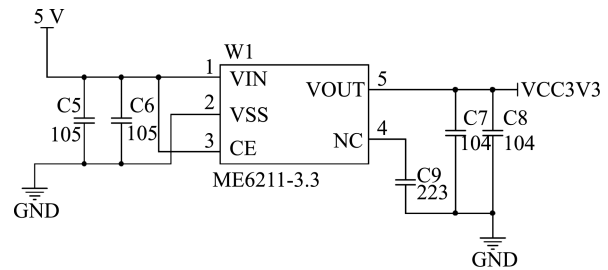 5 V
W1
1
VIN
VOUT
5
VCC3V3
C5
105
C6
105
2
VSS
C7
104
C8
104
3
CE
NC
4
ME6211-3.3
C9
223
GND
GND